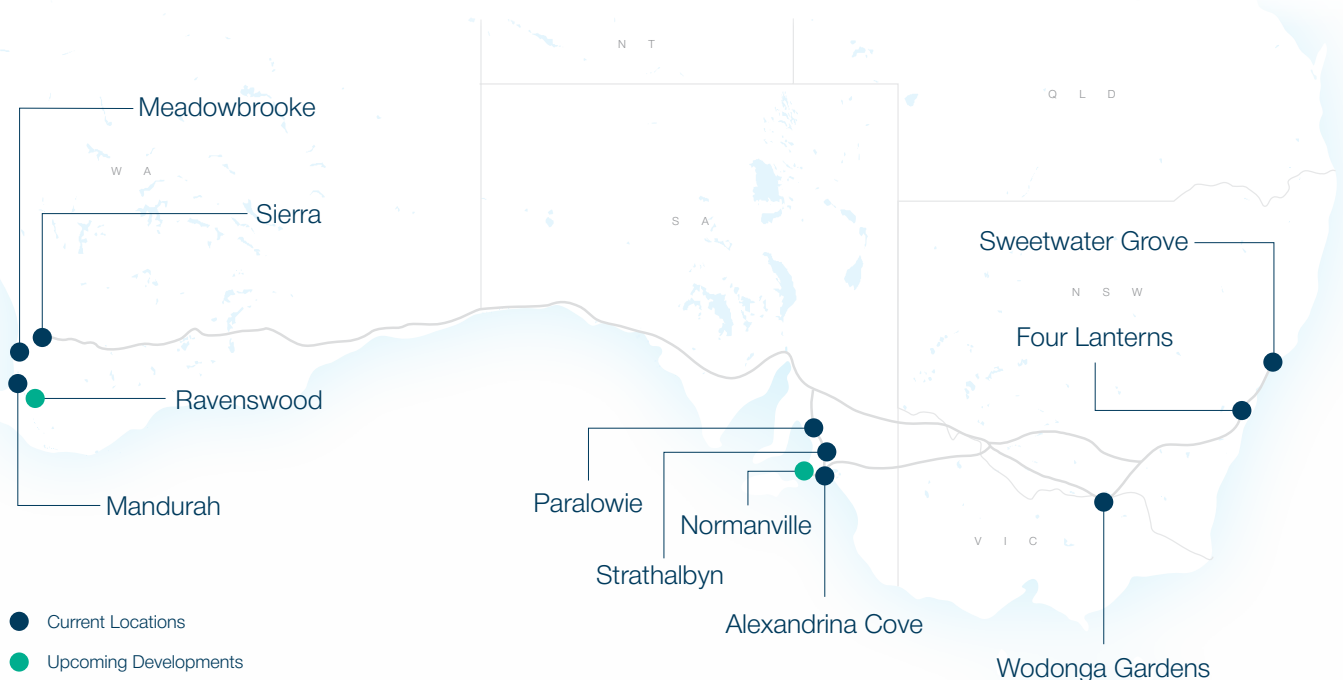 N T
Q L D
Meadowbrooke
W A
Sierra
S A
Sweetwater Grove
N S W
Four Lanterns
Ravenswood
Mandurah
Paralowie
Normanville
V I C
Strathalbyn
Alexandrina Cove
Current Locations
Upcoming Developments
Wodonga Gardens